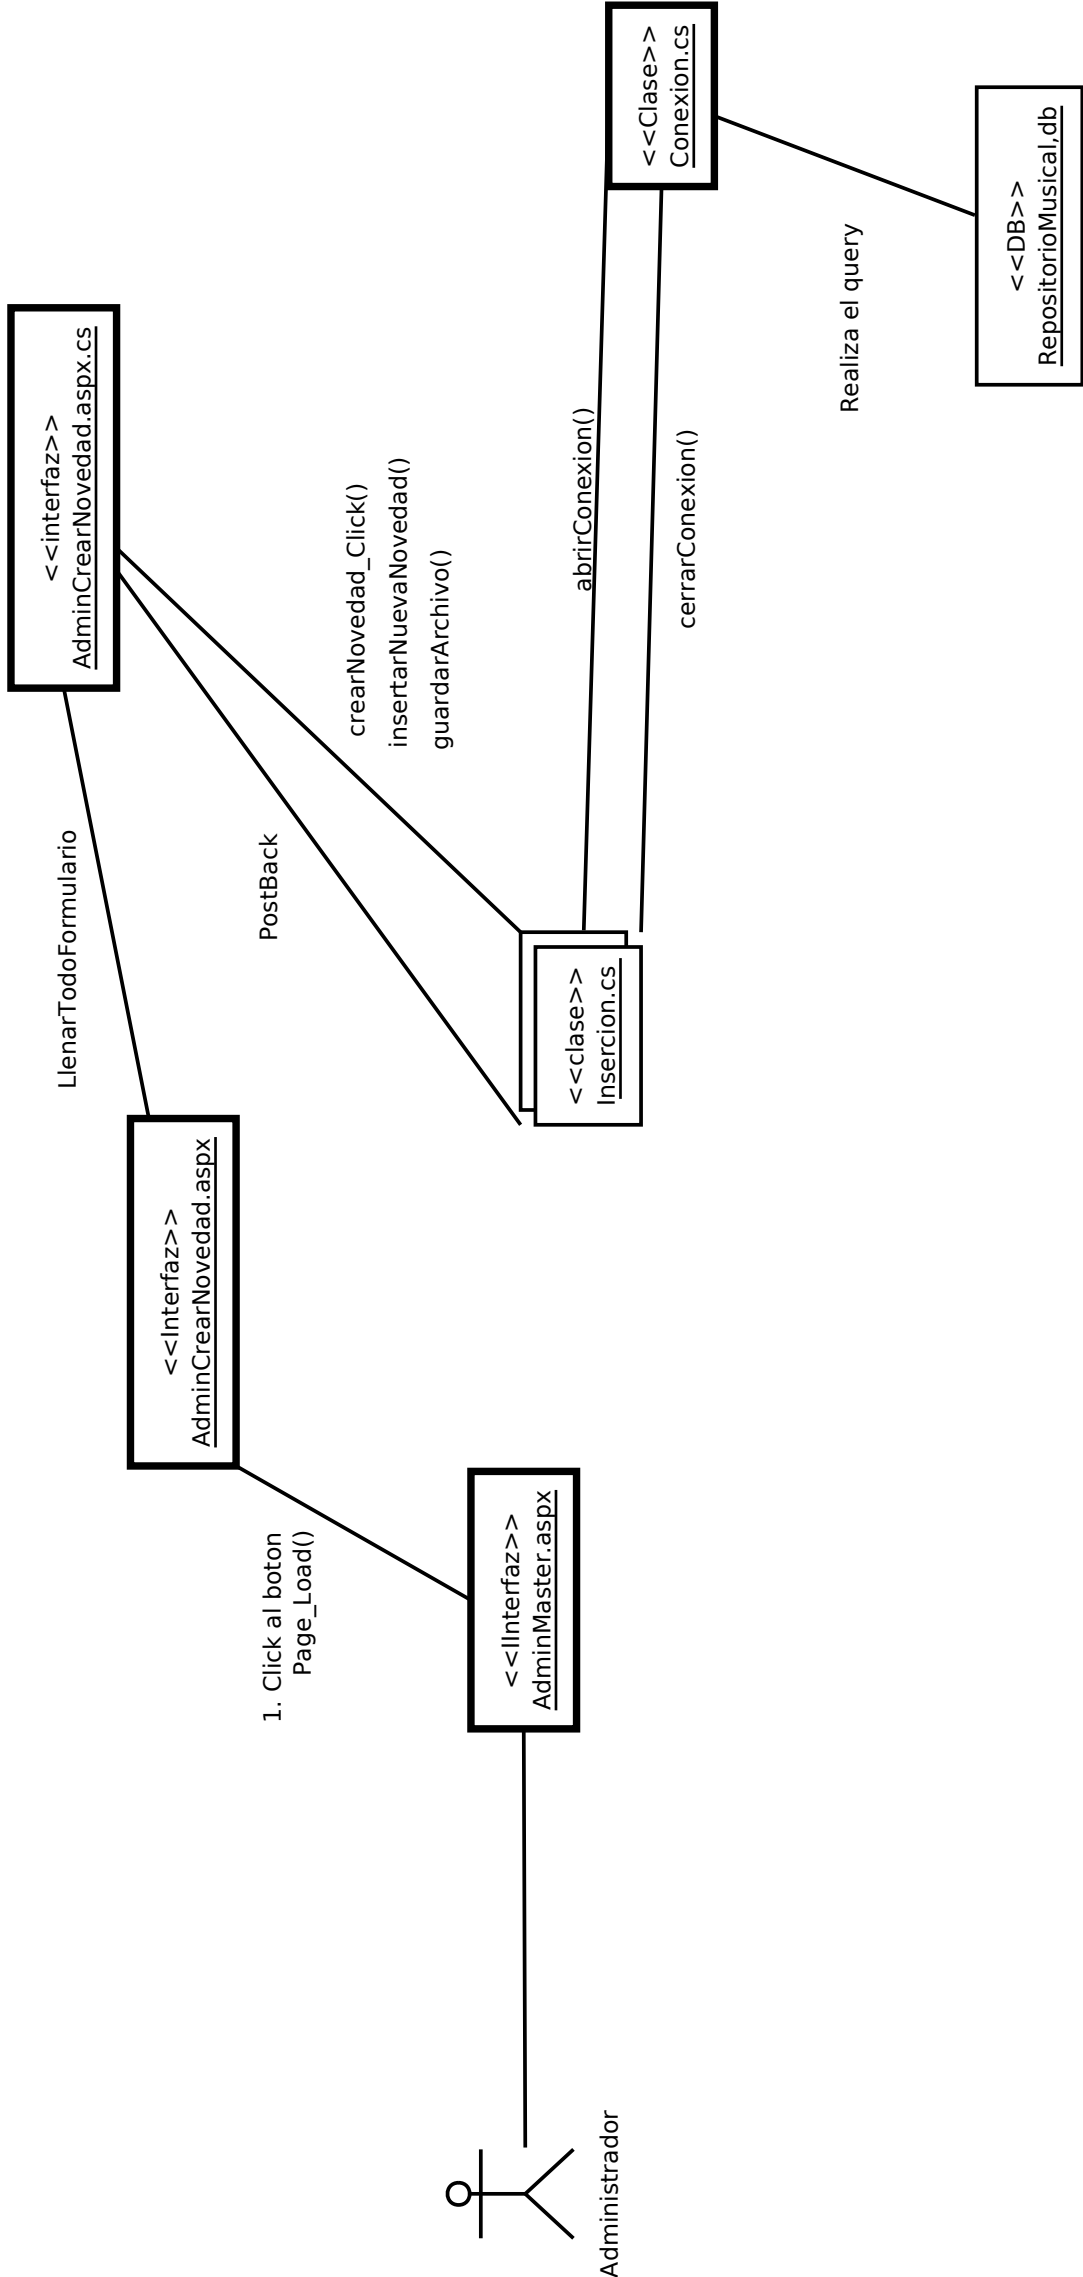 Administrador
<<IInterfaz>>
AdminMaster.aspx
1. Click al boton
Page_Load()
<<Interfaz>>
AdminCrearNovedad.aspx
LlenarTodoFormulario
<<interfaz>>
AdminCrearNovedad.aspx.cs
PostBack
crearNovedad_Click()
insertarNuevaNovedad()
guardarArchivo()
<<clase>>
Insercion.cs
abrirConexion()
cerrarConexion()
<<Clase>>
Conexion.cs
Realiza el query
<<DB>>
RepositorioMusical,db